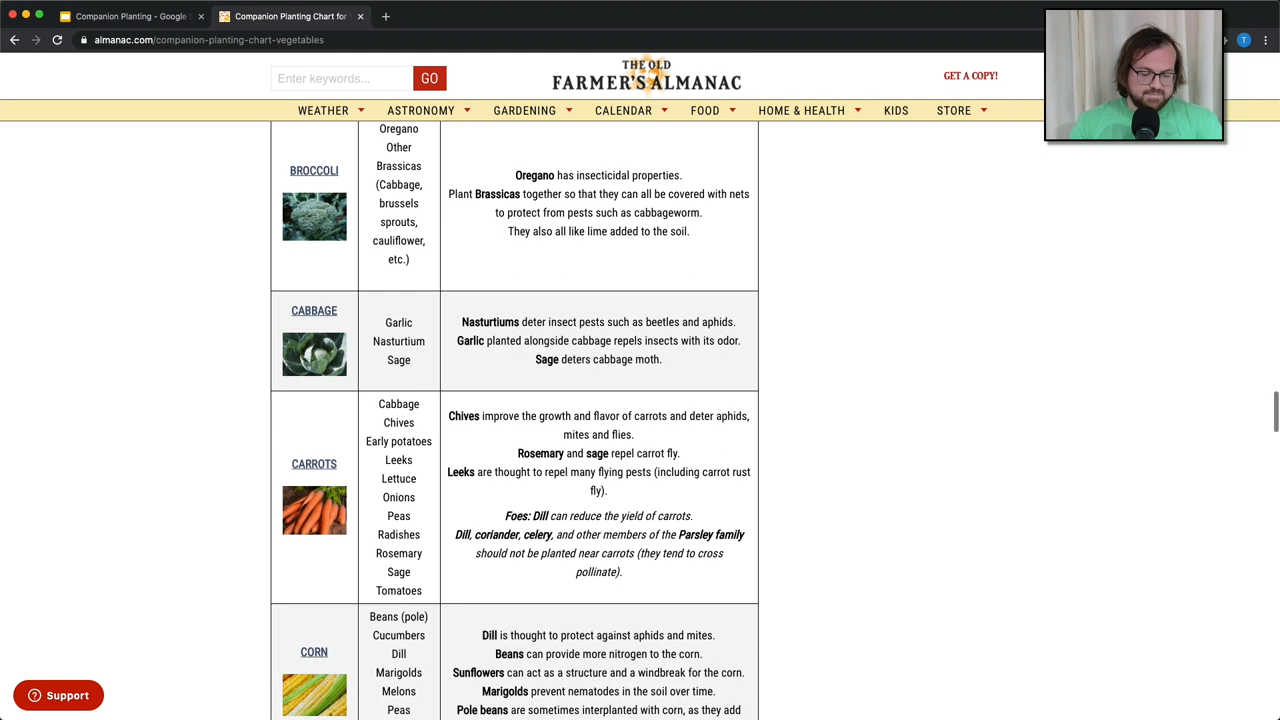 Companion Planting - Google S
Companion Planting Chart for V
almanac.com/companion-planting-chart-vegetables
T
Enter keywords...
GO
THE OLD
FARMER'S ALMANAC
GET A COPY!
WEATHER
ASTRONOMY
GARDENING
CALENDAR
FOOD
HOME & HEALTH
KIDS
STORE
BROCCOLI
Oregano
Other
Brassicas
(Cabbage,
brussels
sprouts,
cauliflower,
etc.)
Oregano has insecticidal properties.
Plant Brassicas together so that they can all be covered with nets
to protect from pests such as cabbageworm.
They also all like lime added to the soil.
CABBAGE
Garlic
Nasturtium
Sage
Nasturtiums deter insect pests such as beetles and aphids.
Garlic planted alongside cabbage repels insects with its odor.
Sage deters cabbage moth.
CARROTS
Cabbage
Chives
Early potatoes
Leeks
Lettuce
Onions
Peas
Radishes
Rosemary
Sage
Tomatoes
Chives improve the growth and flavor of carrots and deter aphids,
mites and flies.
Rosemary and sage repel carrot fly.
Leeks are thought to repel many flying pests (including carrot rust
fly).
Foes: Dill can reduce the yield of carrots.
Dill, coriander, celery, and other members of the Parsley family
should not be planted near carrots (they tend to cross
pollinate).
CORN
Beans (pole)
Cucumbers
Dill
Marigolds
Melons
Peas
Dill is thought to protect against aphids and mites.
Beans can provide more nitrogen to the corn.
Sunflowers can act as a structure and a windbreak for the corn.
Marigolds prevent nematodes in the soil over time.
Pole beans are sometimes interplanted with corn, as they add
Support